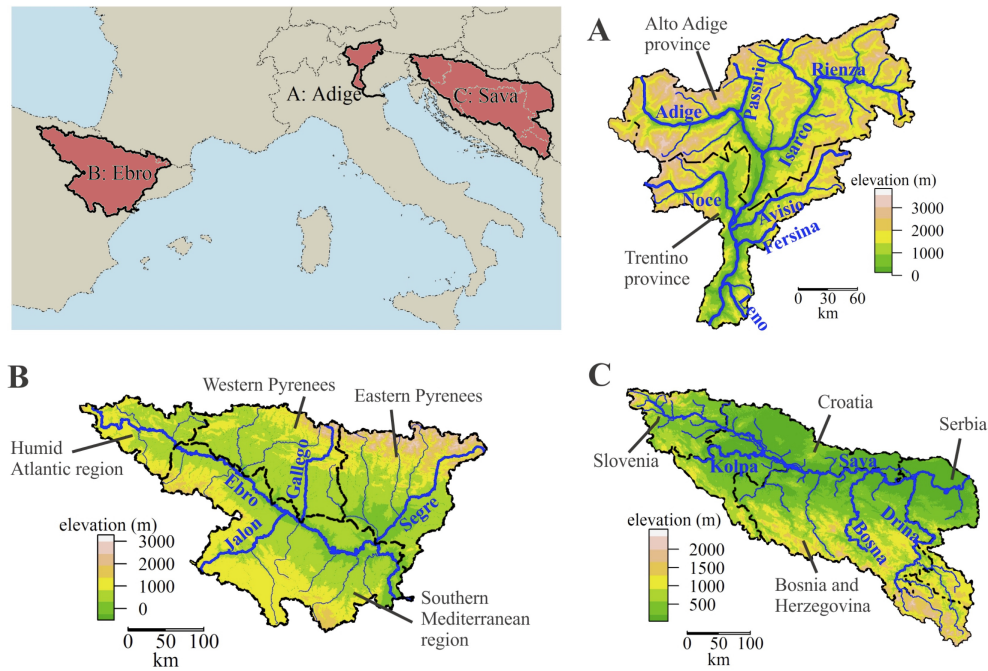 A: Adige
B: Ebro
C: Sava
A
Alto Adige
province
Adige
Passirio
Rienza
Isarco
Noce
Avisio
Fersina
Leno
Trentino
province
elevation (m)
3000
2000
1000
0
0 30 60
km
B
Western Pyrenees
Eastern Pyrenees
Humid
Atlantic region
Ebro
Gallego
Segre
Jalon
elevation (m)
3000
2000
1000
0
0 50 100
km
Southern
Mediterranean
region
C
Croatia
Serbia
Slovenia
Kolpa
Sava
Drina
Bosna
Bosnia and
Herzegovina
elevation (m)
2000
1500
1000
500
0 50 100
km